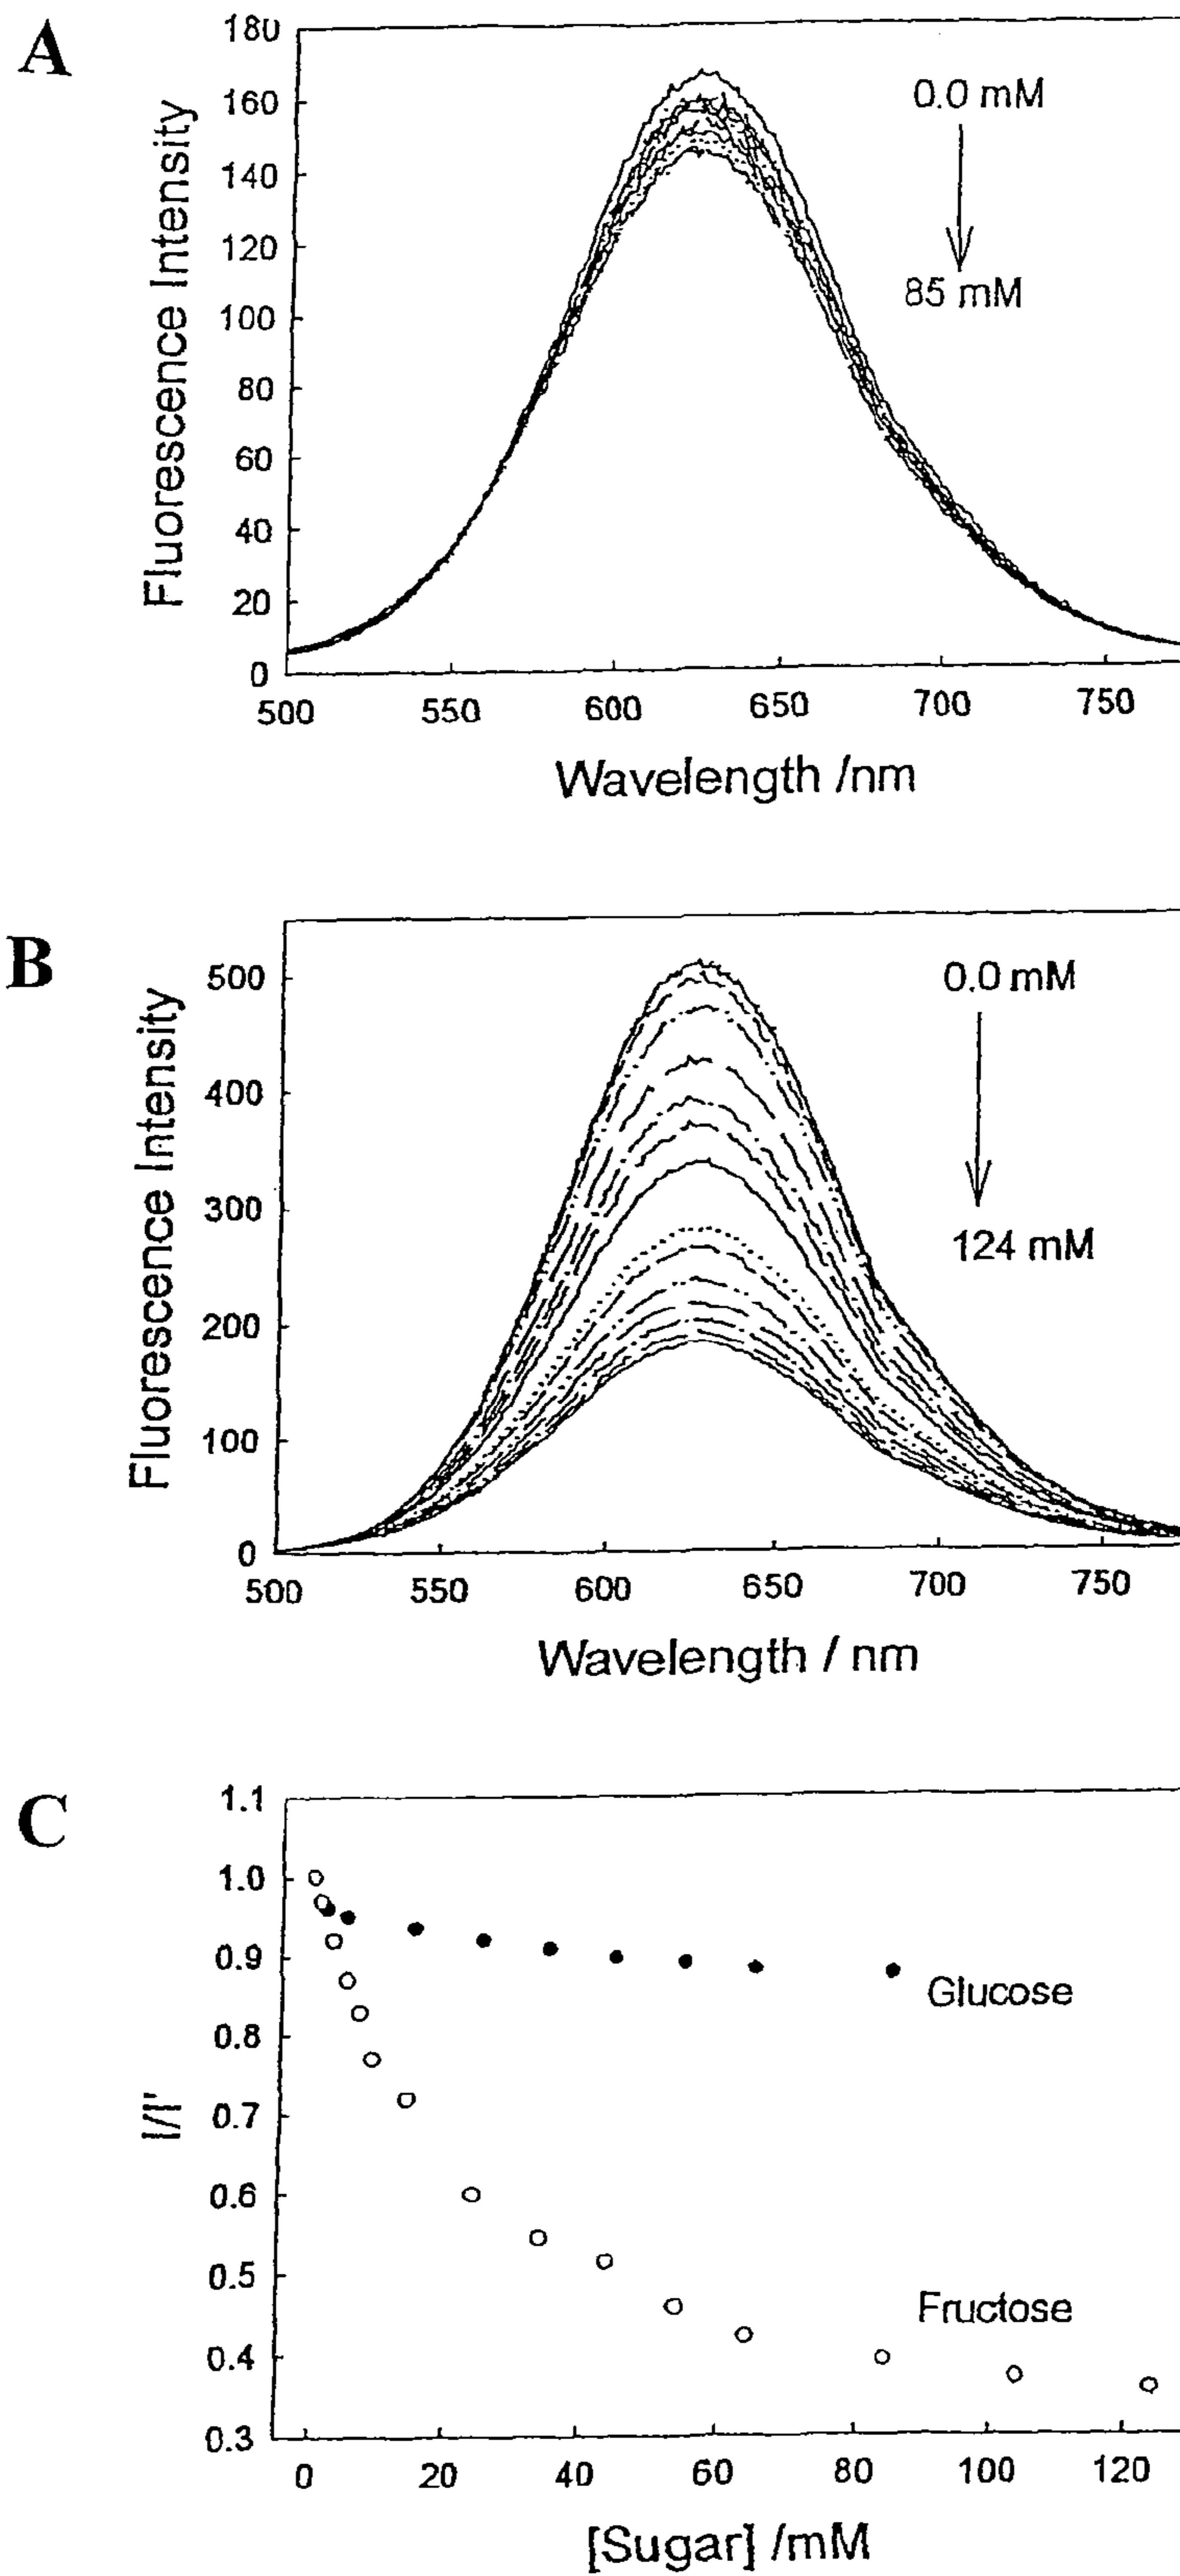 A
180
160
140
120
100
80
60
40
20
0
Fluorescence Intensity
0.0 mM
85 mM
500 550 600 650 700 750
Wavelength /nm
B
500
400
300
200
100
0
Fluorescence Intensity
0.0 mM
124 mM
500 550 600 650 700 750
Wavelength / nm
C
1.1
1.0
0.9
0.8
0.7
0.6
0.5
0.4
0.3
I/I'
Glucose
Fructose
0 20 40 60 80 100 120
[Sugar] /mM